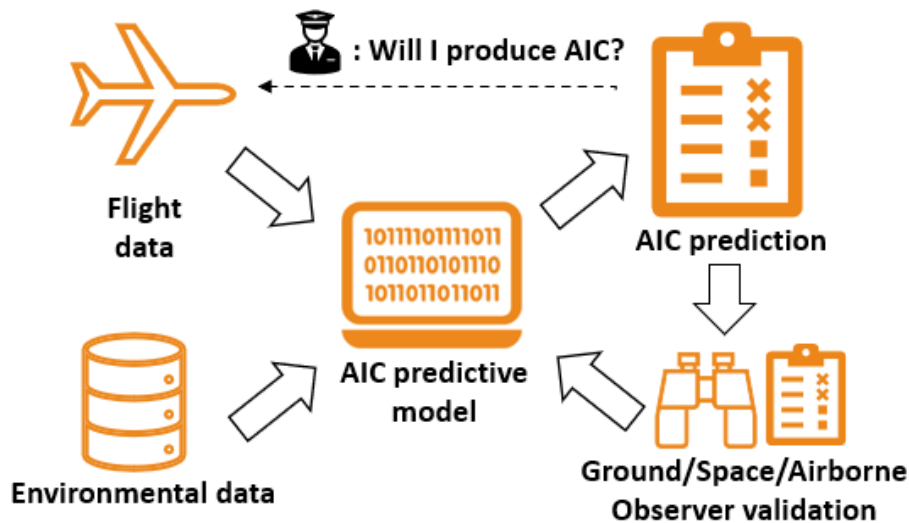 : Will I produce AIC?
Flight
data
10111101111011
0110110101110
1011011011011
AIC prediction
AIC predictive
model
Environmental data
Ground/Space/Airborne
Observer validation